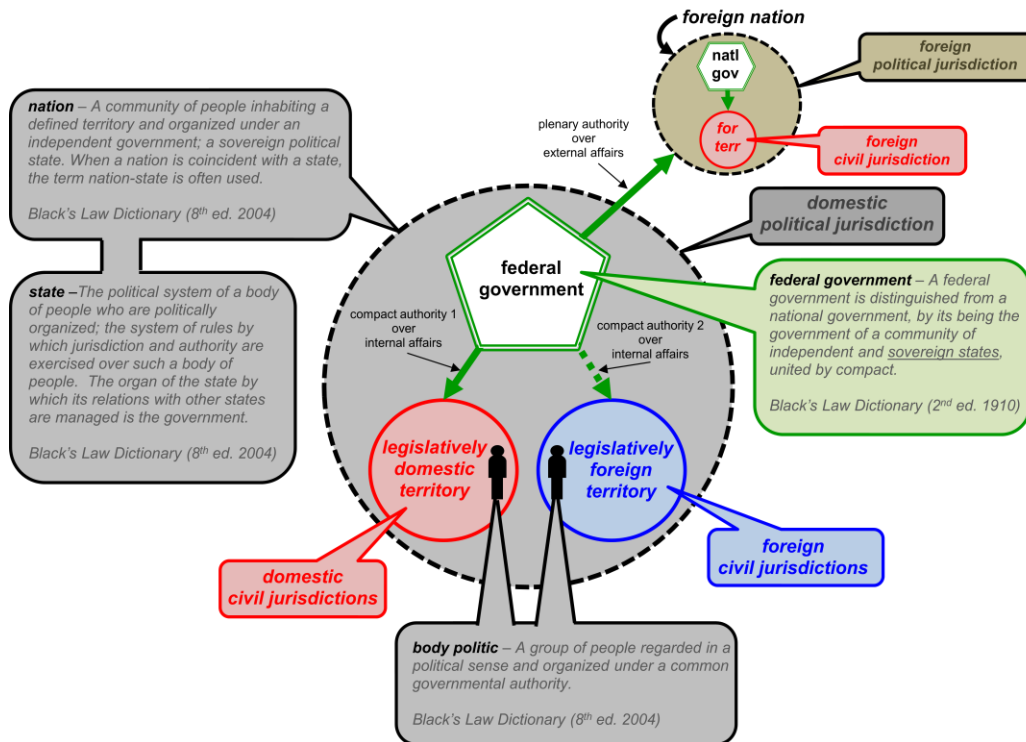 foreign nation
natl
gov
for
terr
foreign
political jurisdiction
foreign
civil jurisdiction
plenary authority
over
external affairs
nation – A community of people inhabiting a
defined territory and organized under an
independent government; a sovereign political
state. When a nation is coincident with a state,
the term nation-state is often used.
Black's Law Dictionary (8th ed. 2004)
domestic
political jurisdiction
federal
government
state –The political system of a body
of people who are politically
organized; the system of rules by
which jurisdiction and authority are
exercised over such a body of
people.  The organ of the state by
which its relations with other states
are managed is the government.
Black's Law Dictionary (8th ed. 2004)
federal government – A federal
government is distinguished from a
national government, by its being the
government of a community of
independent and sovereign states,
united by compact.
Black's Law Dictionary (2nd ed. 1910)
compact authority 1
over
internal affairs
compact authority 2
over
internal affairs
legislatively
domestic
territory
legislatively
foreign
territory
domestic
civil jurisdictions
foreign
civil jurisdictions
body politic – A group of people regarded in a
political sense and organized under a common
governmental authority.
Black's Law Dictionary (8th ed. 2004)